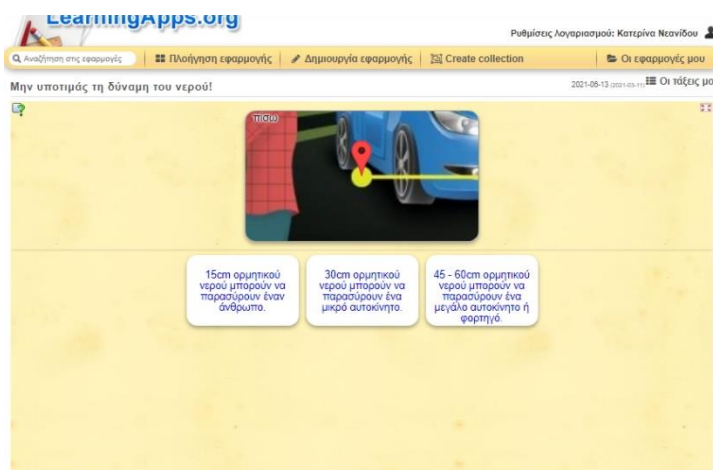 LearningApps.org
Ρυθμίσεις Λογαριασμού: Κατερίνα Νεανίδου
Αναζήτηση στις εφαρμογές
Πλοήγηση εφαρμογής
Δημιουργία εφαρμογής
Create collection
Οι εφαρμογές μου
Μην υποτιμάς τη δύναμη του νερού!
2021-08-13 (2021-03-11)
Οι τάξεις μο
πίσω
15cm ορμητικού
νερού μπορούν να
παρασύρουν έναν
άνθρωπο.
30cm ορμητικού
νερού μπορούν να
παρασύρουν ένα
μικρό αυτοκίνητο.
45 - 60cm ορμητικού
νερού μπορούν να
παρασύρουν ένα
μεγάλο αυτοκίνητο ή
φορτηγό.